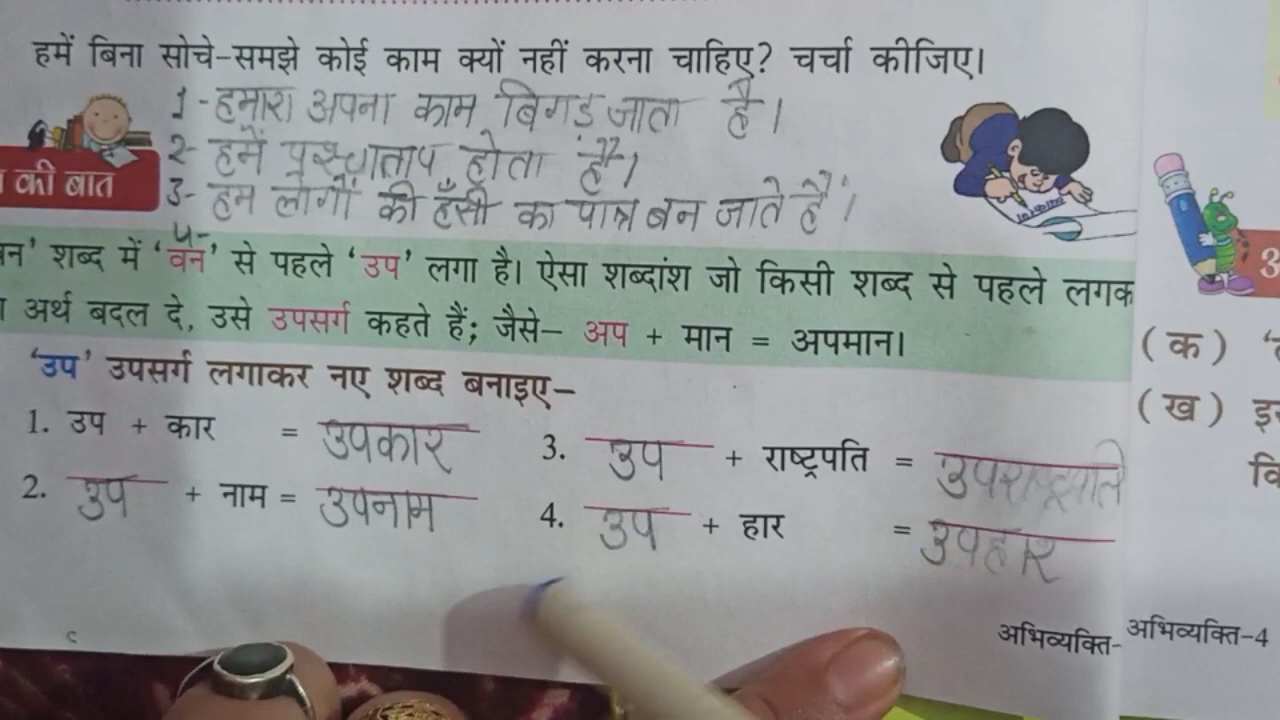 हमें बिना सोचे-समझे कोई काम क्यों नहीं करना चाहिए? चर्चा कीजिए।
1- हमारा अपना काम बिगड़ जाता है।
2- हमें पश्चाताप होता है।
3- हम लोगों की हँसी का पात्र बन जाते हैं।
4-
की बात
शब्द में 'वन' से पहले 'उप' लगा है। ऐसा शब्दांश जो किसी शब्द से पहले लगक
अर्थ बदल दे, उसे उपसर्ग कहते हैं; जैसे– अप + मान = अपमान।
'उप' उपसर्ग लगाकर नए शब्द बनाइए–
1. उप + कार = उपकार
2. उप + नाम = उपनाम
3. उप + राष्ट्रपति = उपराष्ट्रपति
4. उप + हार = उपहार
(क)
(ख)
अभिव्यक्ति-
अभिव्यक्ति-4